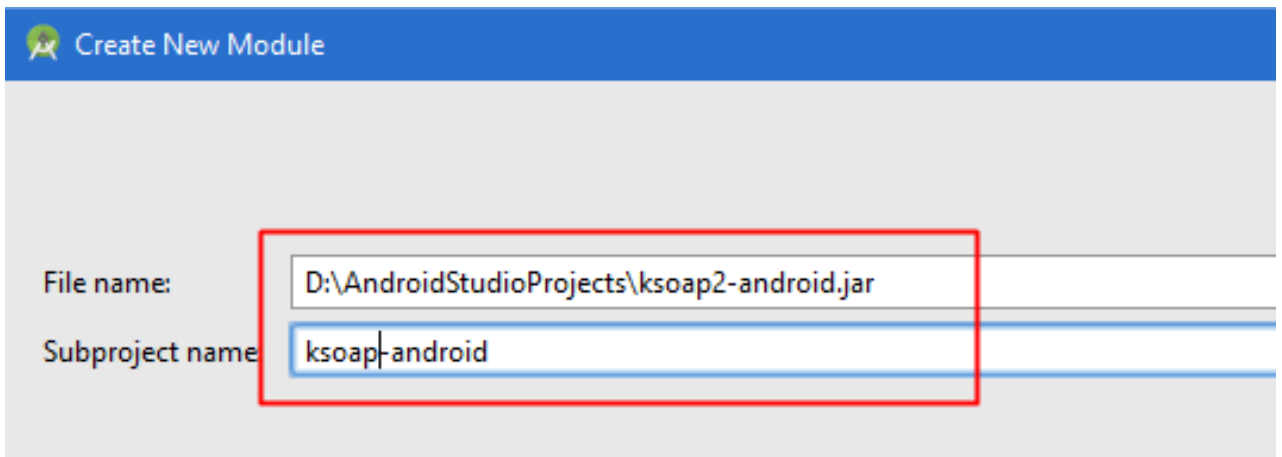 Create New Module
File name:
D:\AndroidStudioProjects\ksoap2-android.jar
Subproject name
ksoap-android